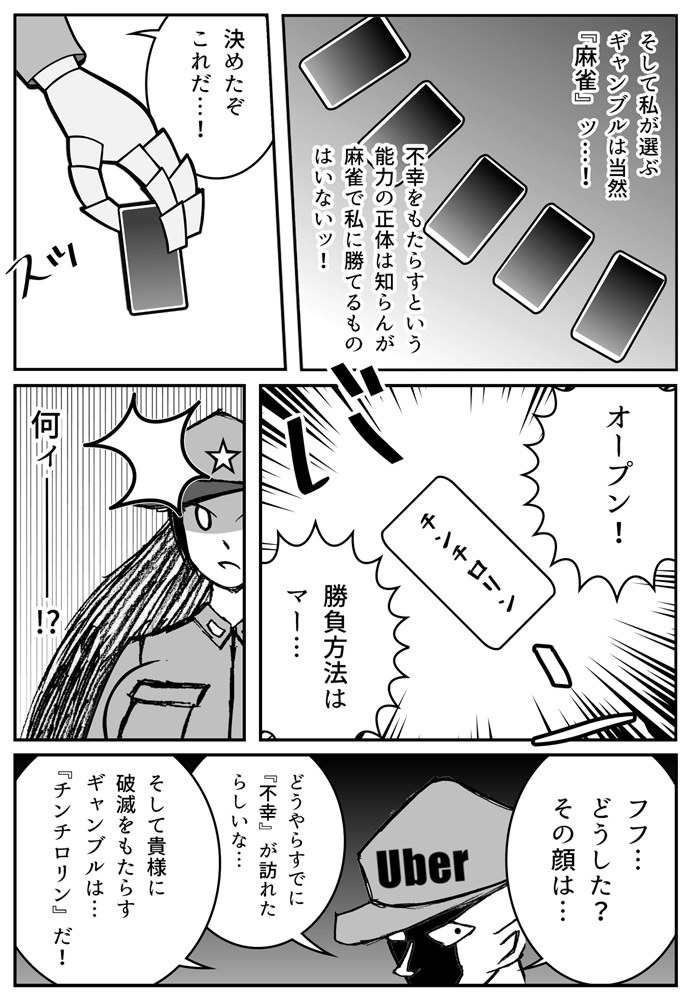 そして私が選ぶ
ギャンブルは当然
『麻雀』ッ…！
不幸をもたらすという
能力の正体は知らんが
麻雀で私に勝てるもの
はいないッ！
決めたぞ
これだ…！
スッ
オープン！
バンッ
チンチロリン
勝負方法は
マー…
何ィ――――!?
フフ…
どうした？
その顔は…
Uber
どうやらすでに
『不幸』が訪れた
らしいな…
そして貴様に
破滅をもたらす
ギャンブルは…
『チンチロリン』だ！